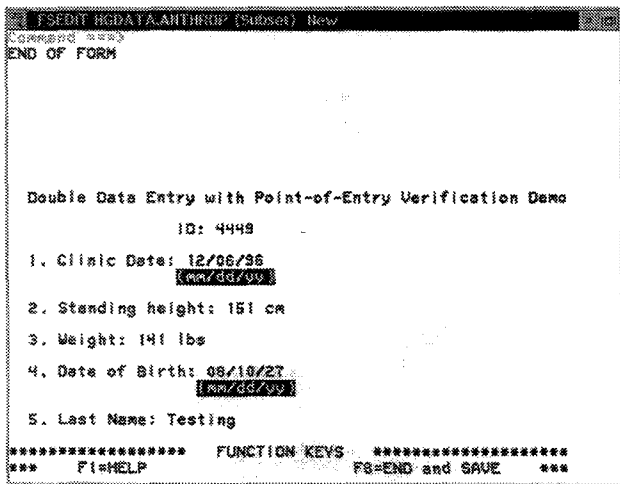 FSEDIT HGDATA.ANTHROP (Subset) New
Command ===>
END OF FORM
Double Data Entry with Point-of-Entry Verification Demo
ID: 4449
1. Clinic Date: 12/06/96
(mm/dd/yy)
2. Standing height: 151 cm
3. Weight: 141 lbs
4. Date of Birth: 08/10/27
(mm/dd/yy)
5. Last Name: Testing
****************** FUNCTION KEYS ********************
*** F1=HELP F8=END and SAVE ***